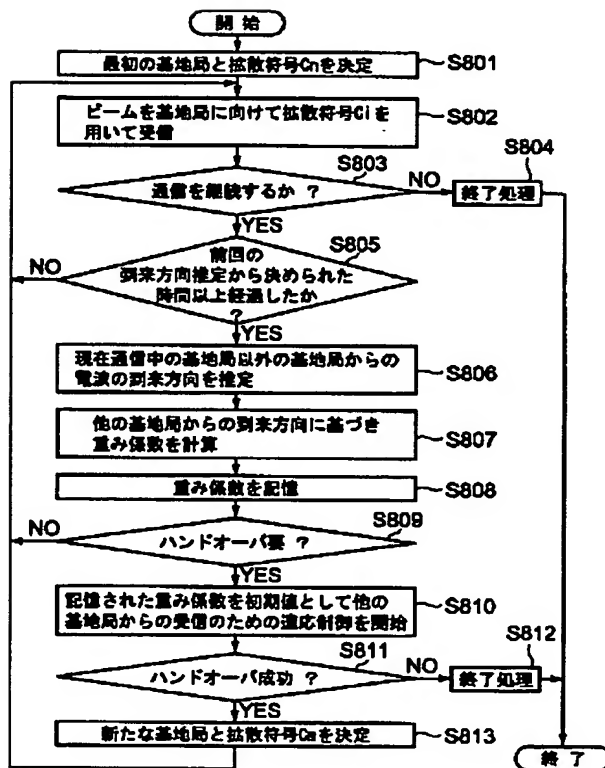 開始
最初の基地局と拡散符号Cnを決定
S801
ビームを基地局に向けて拡散符号Ciを
用いて受信
S802
S803
通信を継続するか ?
NO
S804
終了処理
YES
S805
前回の
到来方向推定から決められた
時間以上経過したか
?
NO
YES
現在通信中の基地局以外の基地局からの
電波の到来方向を推定
S806
他の基地局からの到来方向に基づき
重み係数を計算
S807
重み係数を記憶
S808
S809
ハンドオーバ要 ?
NO
YES
記憶された重み係数を初期値として他の
基地局からの受信のための適応制御を開始
S810
S811
ハンドオーバ成功 ?
NO
S812
終了処理
YES
新たな基地局と拡散符号Cmを決定
S813
終了